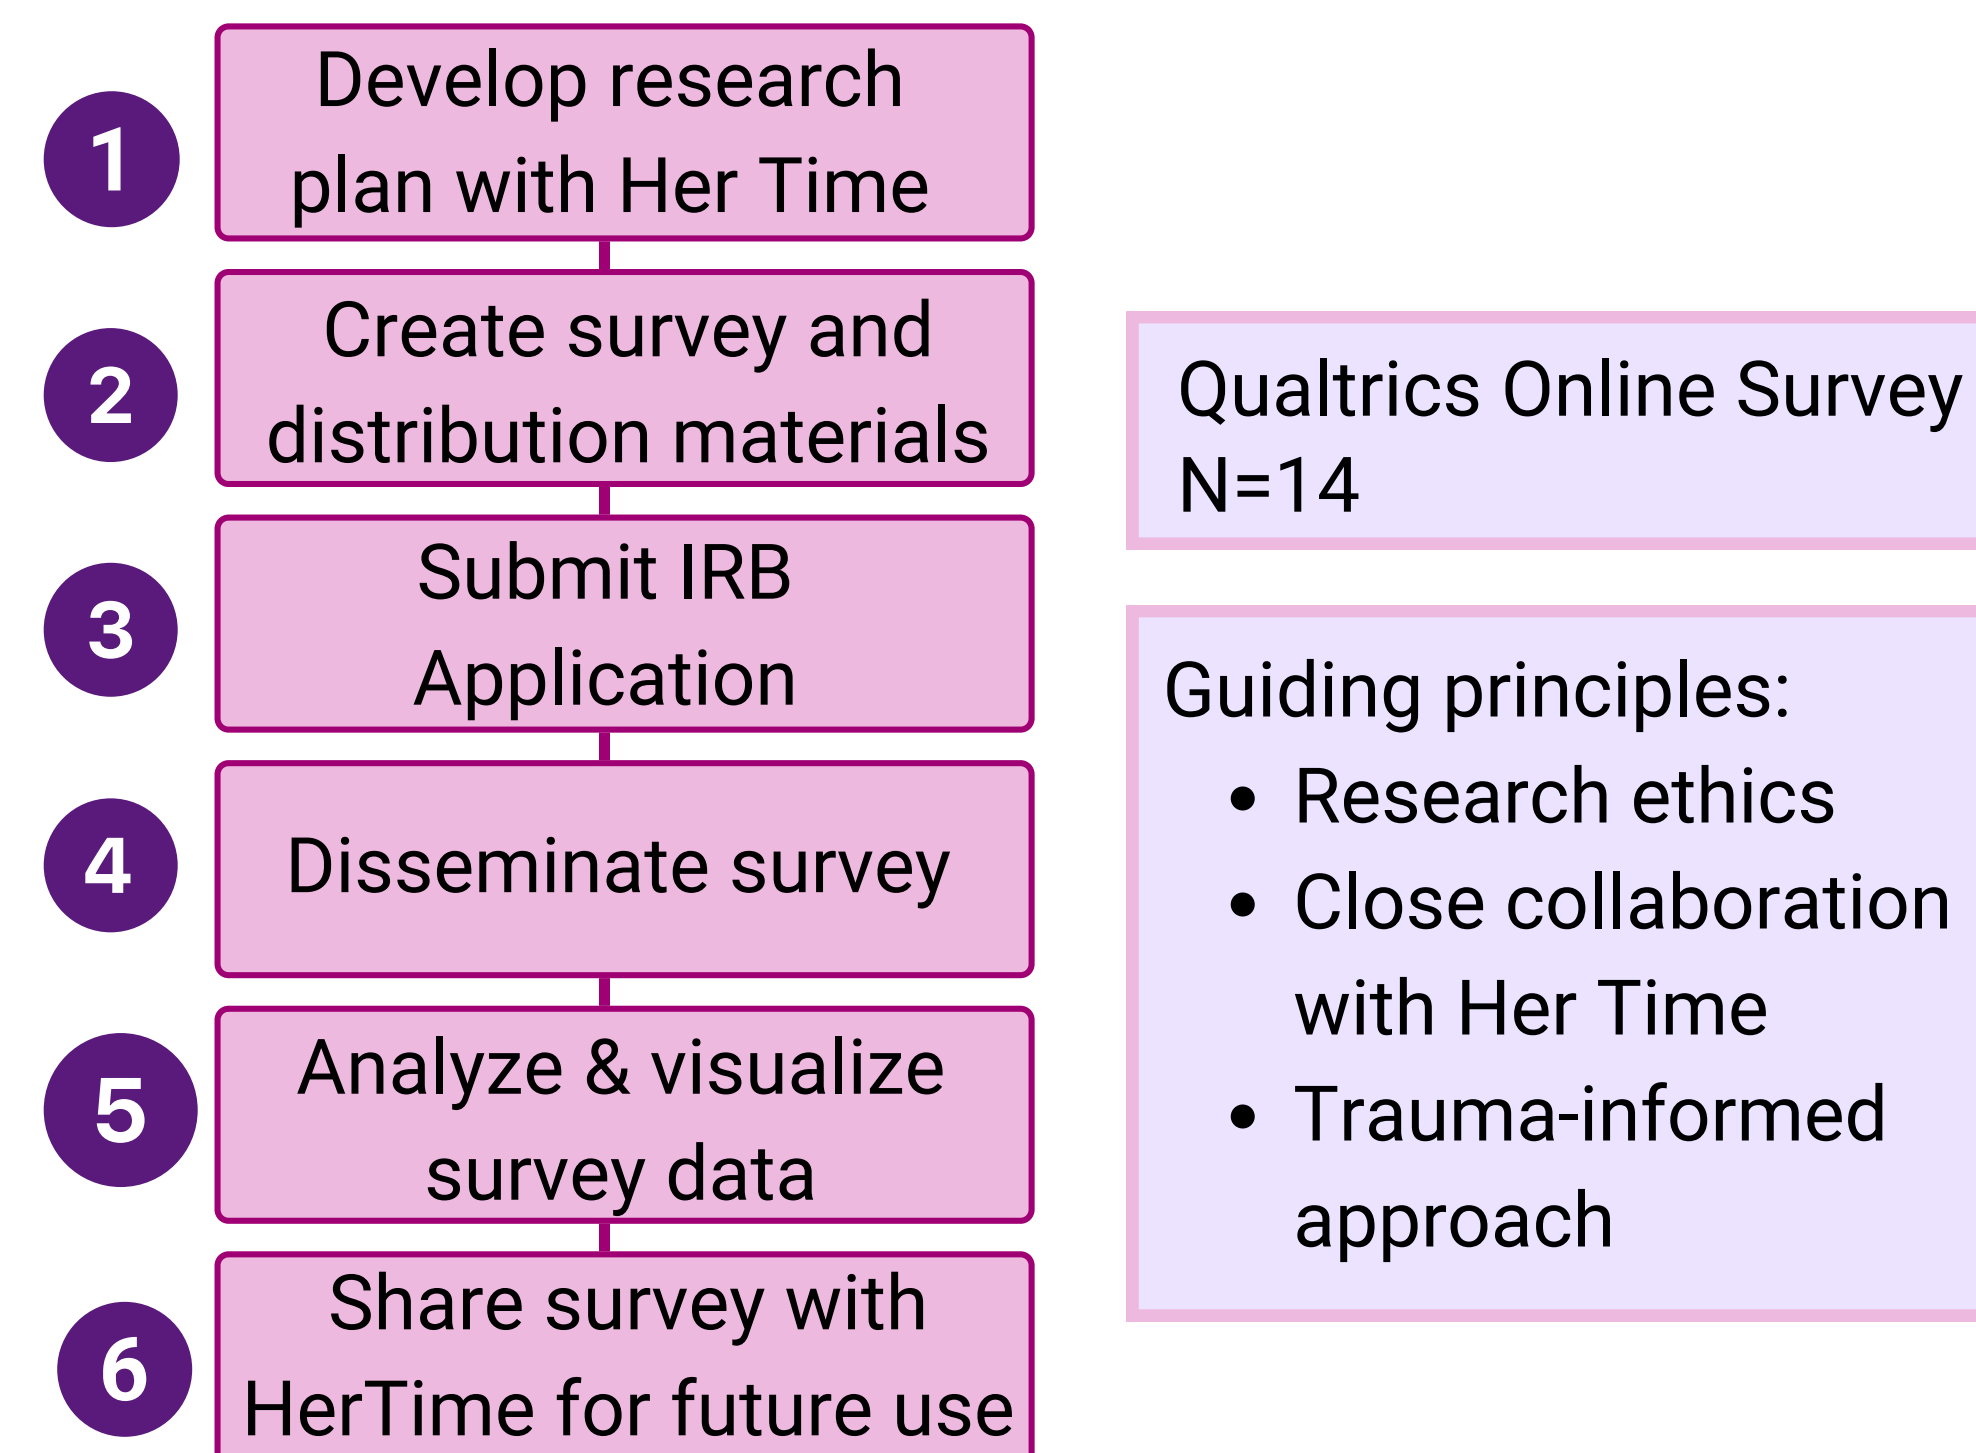 1
Develop research
plan with Her Time
2
Create survey and
distribution materials
3
Submit IRB
Application
4
Disseminate survey
5
Analyze & visualize
survey data
6
Share survey with
HerTime for future use
Qualtrics Online Survey
N=14
Guiding principles:
• Research ethics
• Close collaboration
with Her Time
• Trauma-informed
approach